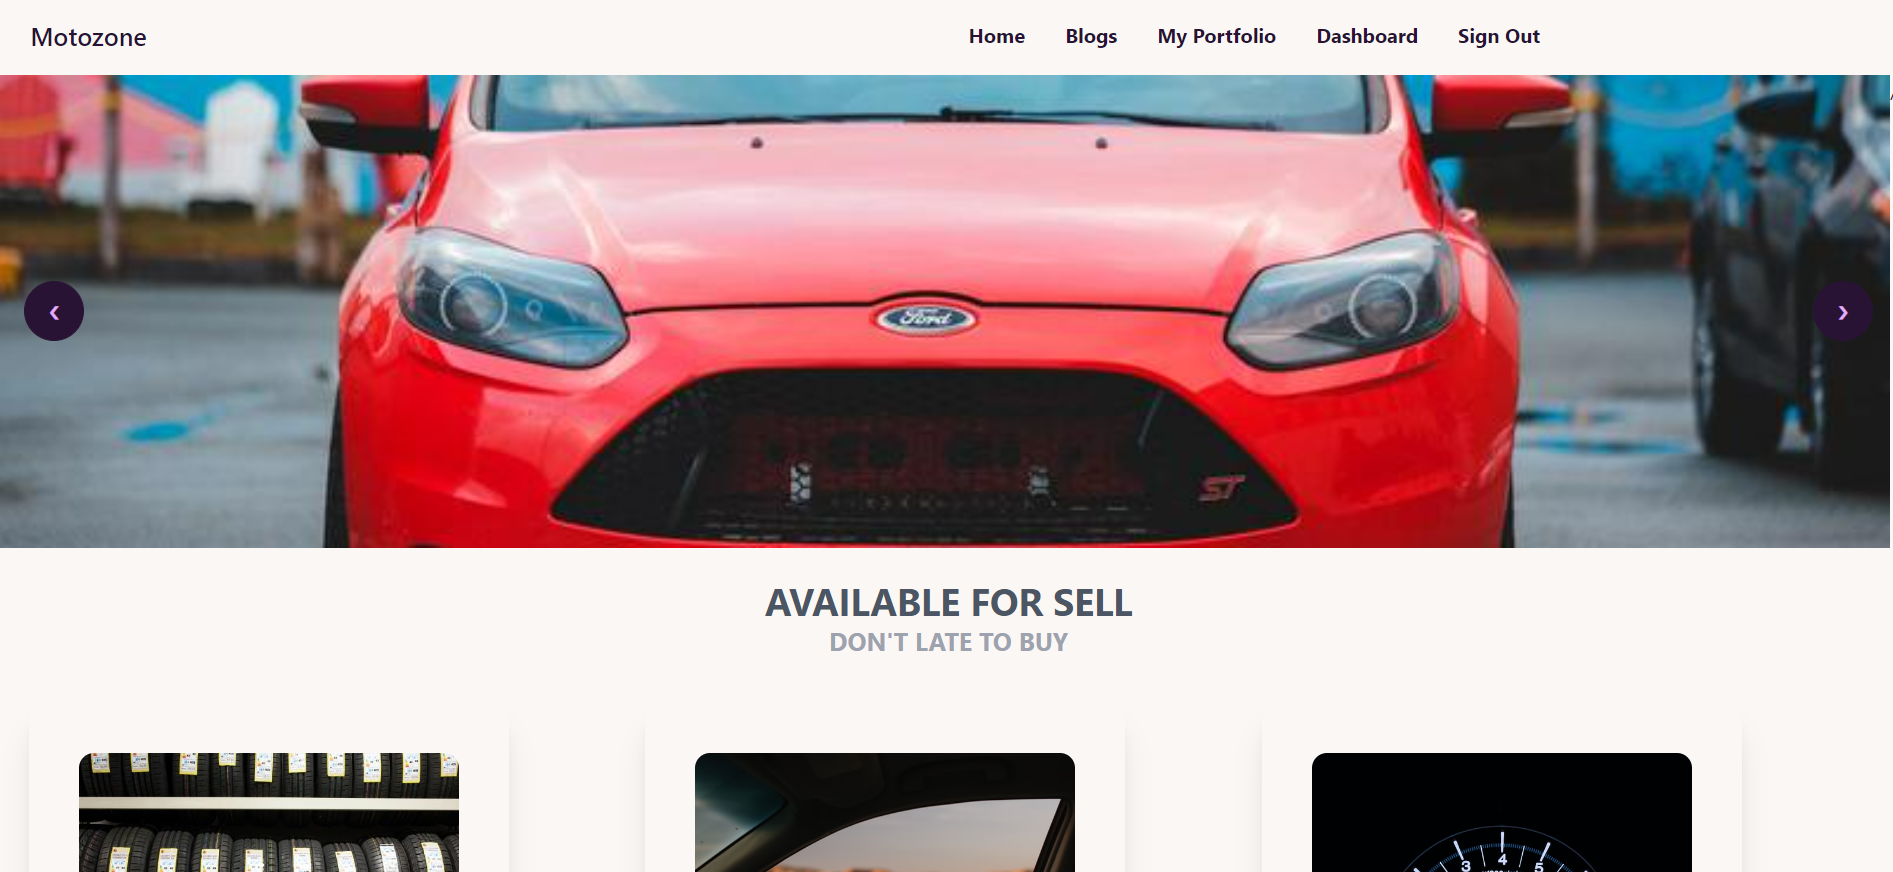 Motozone
Home Blogs My Portfolio Dashboard Sign Out
Ford
ST
‹ ›
AVAILABLE FOR SELL
DON'T LATE TO BUY
3 4 5